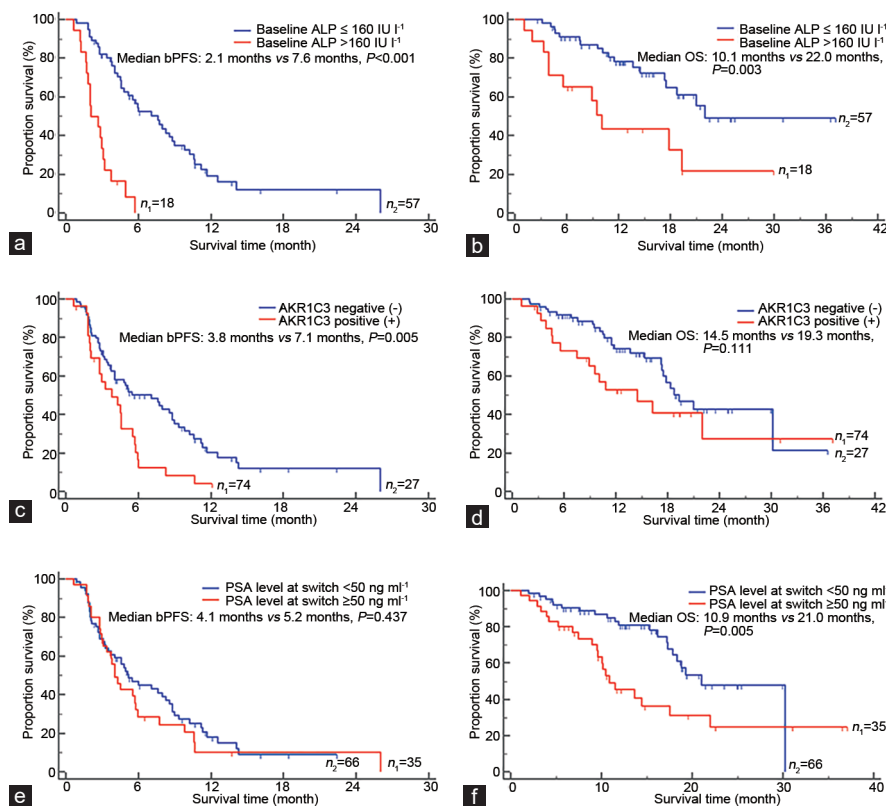 Baseline ALP ≤ 160 IU l⁻¹
Baseline ALP >160 IU l⁻¹
Median bPFS: 2.1 months vs 7.6 months, P<0.001
Proportion survival (%)
100
80
60
40
20
0
n₁=18
n₂=57
0 6 12 18 24 30
Survival time (month)
a
Baseline ALP ≤ 160 IU l⁻¹
Baseline ALP >160 IU l⁻¹
Median OS: 10.1 months vs 22.0 months,
P=0.003
Proportion survival (%)
100
80
60
40
20
0
n₂=57
n₁=18
0 6 12 18 24 30 36 42
Survival time (month)
b
AKR1C3 negative (-)
AKR1C3 positive (+)
Median bPFS: 3.8 months vs 7.1 months, P=0.005
Proportion survival (%)
100
80
60
40
20
0
n₁=74
n₂=27
0 6 12 18 24 30
Survival time (month)
c
AKR1C3 negative (-)
AKR1C3 positive (+)
Median OS: 14.5 months vs 19.3 months,
P=0.111
Proportion survival (%)
100
80
60
40
20
0
n₁=74
n₂=27
0 6 12 18 24 30 36 42
Survival time (month)
d
PSA level at switch <50 ng ml⁻¹
PSA level at switch ≥50 ng ml⁻¹
Median bPFS: 4.1 months vs 5.2 months, P=0.437
Proportion survival (%)
100
80
60
40
20
0
n₂=66 n₁=35
0 6 12 18 24 30
Survival time (month)
e
PSA level at switch <50 ng ml
PSA level at switch ≥50 ng ml
Median OS: 10.9 months vs 21.0 months,
P=0.005
Proportion survival (%)
100
80
60
40
20
0
n₁=35
n₂=66
0 10 20 30 40
Survival time (month)
f